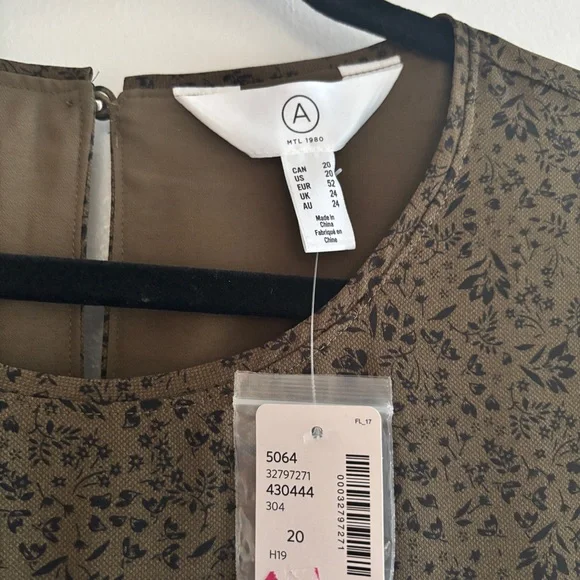 A
MTL 1980
CAN 20
US 20
EUR 52
UK 24
AU 24
Made in
China
Fabriqué en
Chine
FL_17
5064
32797271
430444
304
20
H19
00032797271